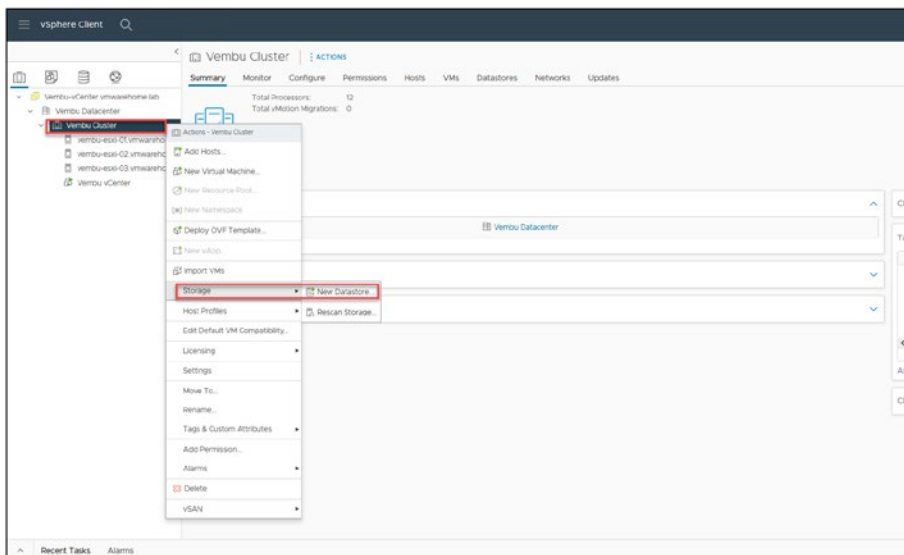 vSphere Client
Vembu Cluster
ACTIONS
Summary Monitor Configure Permissions Hosts VMs Datastores Networks Updates
Vembu-vCenter.vmwarehome.lab
Vembu Datacenter
Vembu Cluster
vembu-esxi-01.vmwareho
vembu-esxi-02.vmwareho
vembu-esxi-03.vmwareho
Vembu vCenter
Total Processors: 12
Total vMotion Migrations: 0
Actions - Vembu Cluster
Add Hosts...
New Virtual Machine...
New Resource Pool...
New Namespace
Deploy OVF Template...
New vApp...
Import VMs
Storage
New Datastore...
Rescan Storage...
Host Profiles
Edit Default VM Compatibility...
Licensing
Settings
Move To...
Rename...
Tags & Custom Attributes
Add Permission...
Alarms
Delete
vSAN
Vembu Datacenter
Recent Tasks Alarms